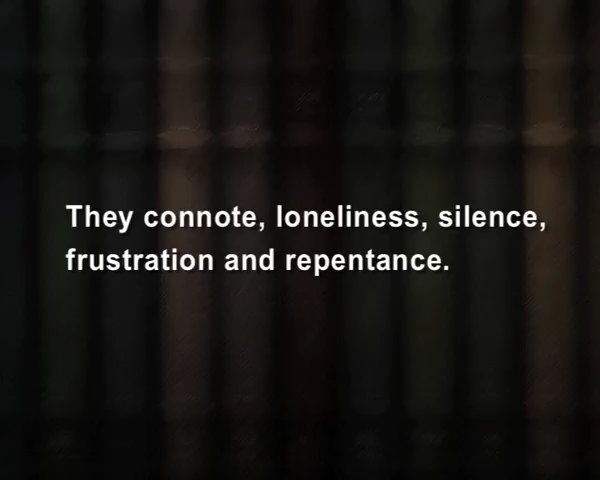 They connote, loneliness, silence,
frustration and repentance.